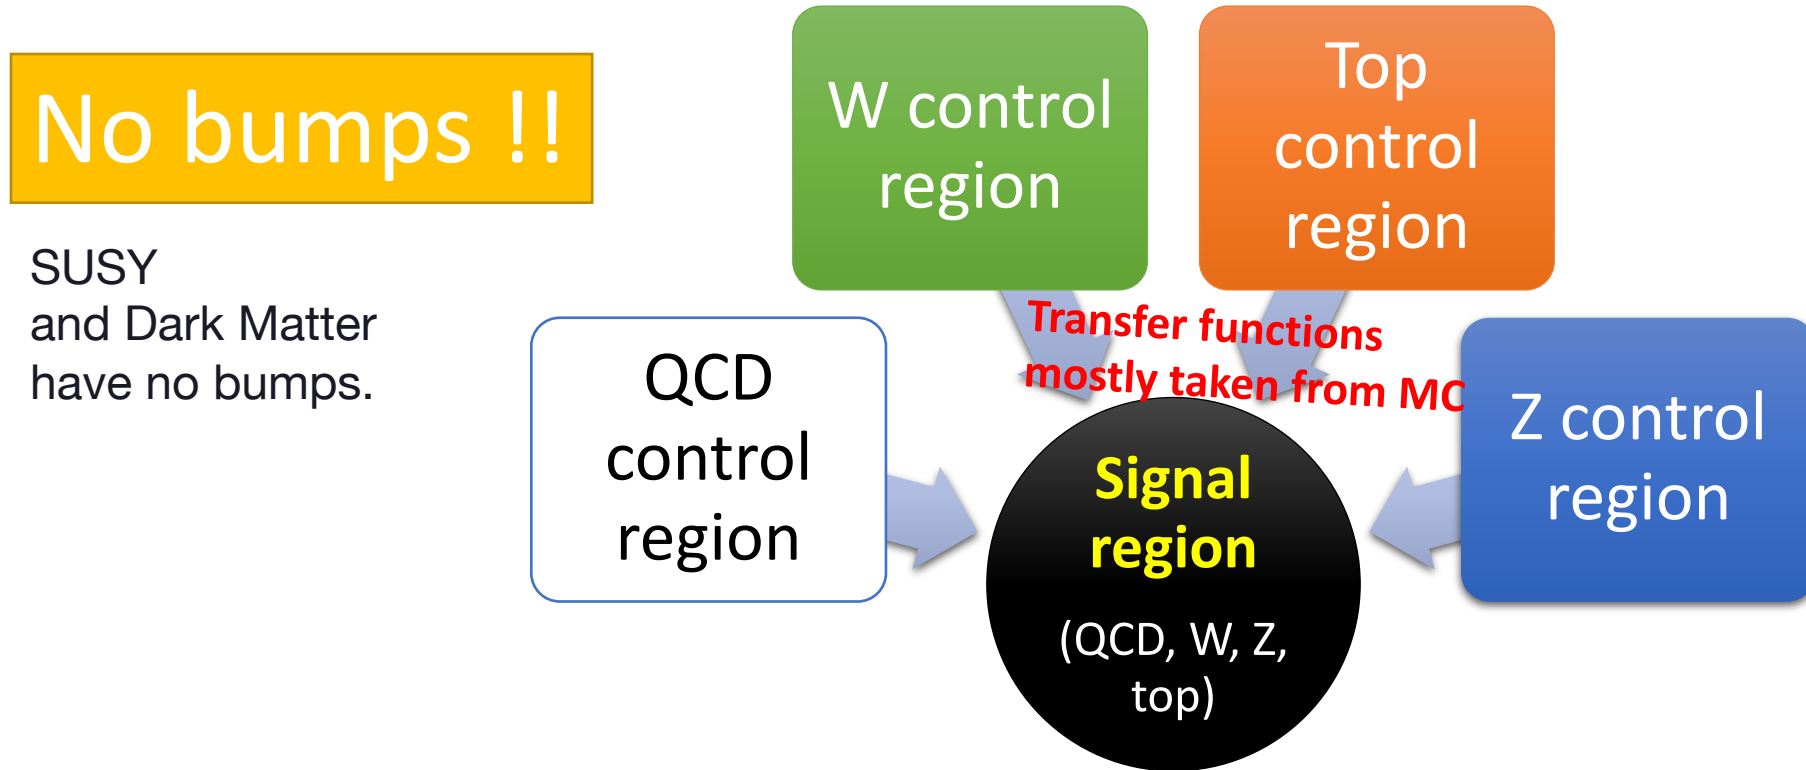 No bumps !!
SUSY
and Dark Matter
have no bumps.
W control
region
Top
control
region
Transfer functions
mostly taken from MC
QCD
control
region
Z control
region
Signal
region
(QCD, W, Z,
top)